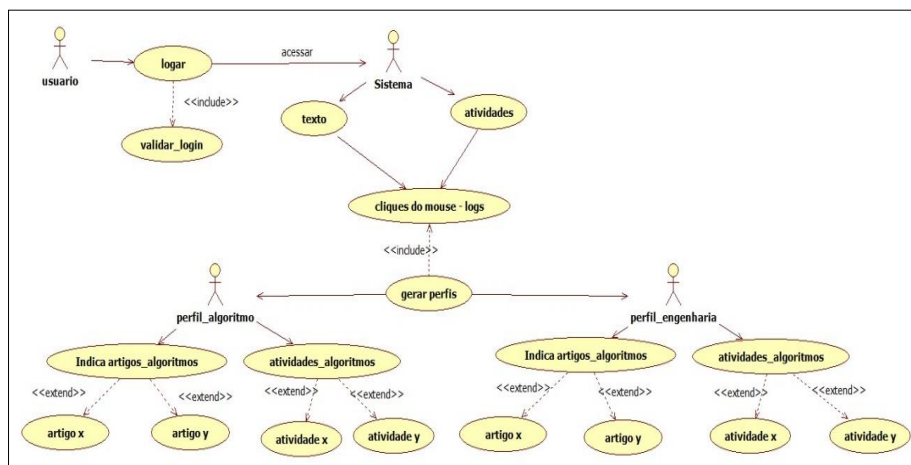 usuario
logar
acessar
Sistema
<<include>>
validar_login
texto
atividades
cliques do mouse - logs
<<include>>
gerar perfis
perfil_algoritmo
perfil_engenharia
Indica artigos_algoritmos
atividades_algoritmos
Indica artigos_algoritmos
atividades_algoritmos
<<extend>>
<<extend>>
<<extend>>
<<extend>>
<<extend>>
<<extend>>
<<extend>>
<<extend>>
artigo x
artigo y
atividade x
atividade y
artigo x
artigo y
atividade x
atividade y